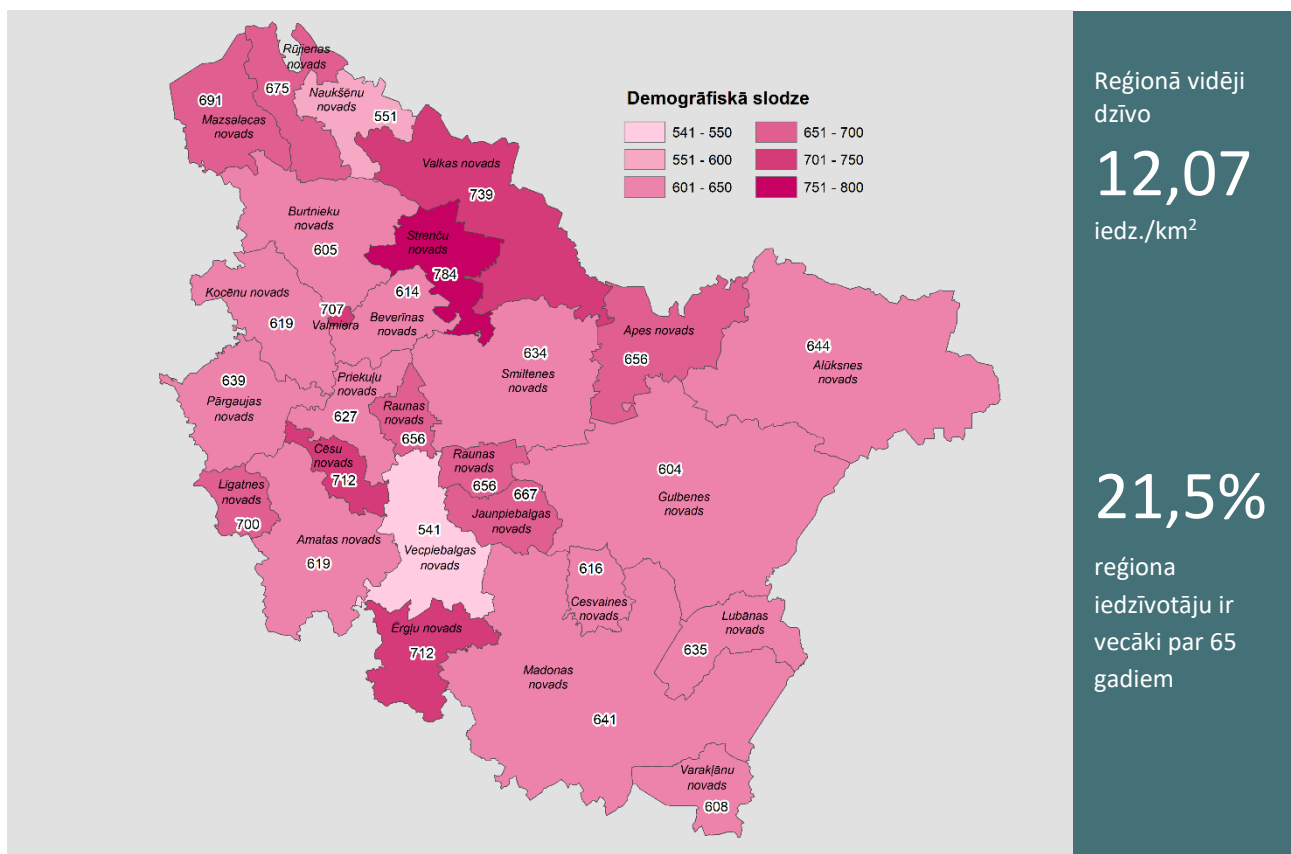 Rūjienas
novads
675
Naukšēnu
novads
551
691
Mazsalacas
novads
Demogrāfiskā slodze
541 - 550
551 - 600
601 - 650
651 - 700
701 - 750
751 - 800
Valkas novads
739
Burtnieku
novads
605
Strenču
novads
784
Kocēnu novads
619
707
Valmiera
614
Beverīnas
novads
Apes novads
656
634
Smiltenes
novads
644
Alūksnes
novads
639
Pārgaujas
novads
Priekuļu
novads
627
Raunas
novads
656
Cēsu
novads
712
Raunas
novads
656
667
Jaunpiebalgas
novads
604
Gulbenes
novads
Līgatnes
novads
700
Amatas novads
619
541
Vecpiebalgas
novads
616
Cesvaines
novads
Ērgļu novads
712
Lubānas
novads
635
Madonas
novads
641
Varakļānu
novads
608
Reģionā vidēji
dzīvo
12,07
iedz./km²
21,5%
reģiona
iedzīvotāju ir
vecāki par 65
gadiem